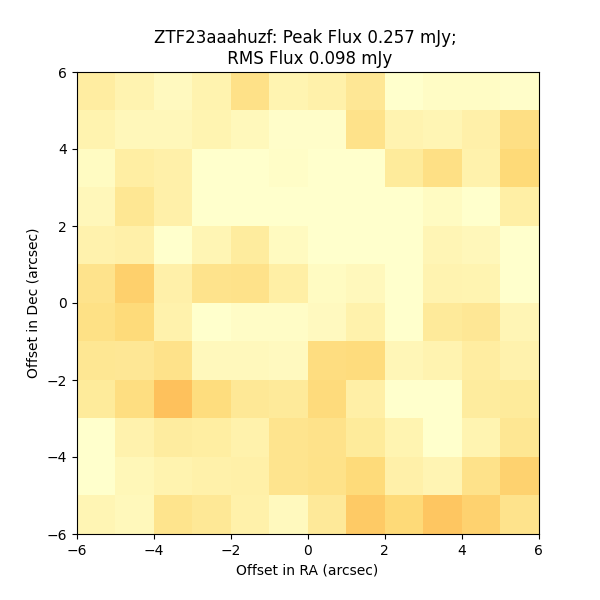 ZTF23aaahuzf: Peak Flux 0.257 mJy;
RMS Flux 0.098 mJy
6
4
2
0
−2
−4
−6
Offset in Dec (arcsec)
−6 −4 −2 0 2 4 6
Offset in RA (arcsec)